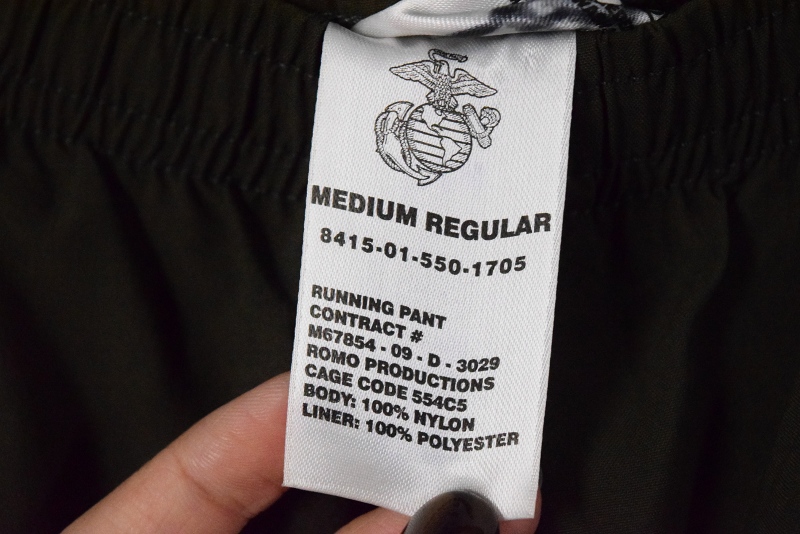 MEDIUM REGULAR
8415-01-550-1705
RUNNING PANT
CONTRACT #
M67854 - 09 - D - 3029
ROMO PRODUCTIONS
CAGE CODE 554C5
BODY: 100% NYLON
LINER: 100% POLYESTER